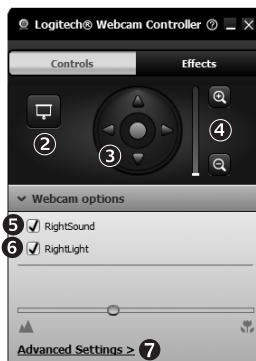 Logitech® Webcam Controller
Controls Effects
2
3
4
Webcam options
5 RightSound
6 RightLight
Advanced Settings > 7